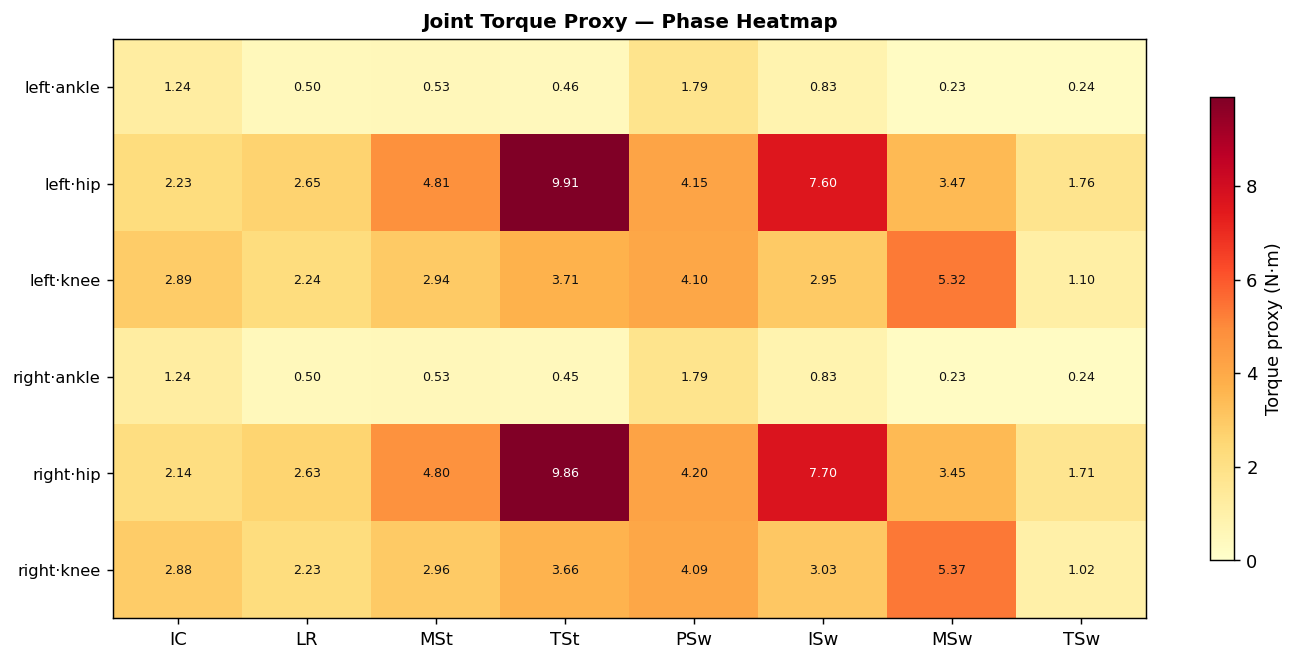 Joint Torque Proxy — Phase Heatmap
left·ankle 1.24 0.50 0.53 0.46 1.79 0.83 0.23 0.24
left·hip 2.23 2.65 4.81 9.91 4.15 7.60 3.47 1.76
left·knee 2.89 2.24 2.94 3.71 4.10 2.95 5.32 1.10
right·ankle 1.24 0.50 0.53 0.45 1.79 0.83 0.23 0.24
right·hip 2.14 2.63 4.80 9.86 4.20 7.70 3.45 1.71
right·knee 2.88 2.23 2.96 3.66 4.09 3.03 5.37 1.02
IC LR MSt TSt PSw ISw MSw TSw
8
6
4
2
0
Torque proxy (N·m)